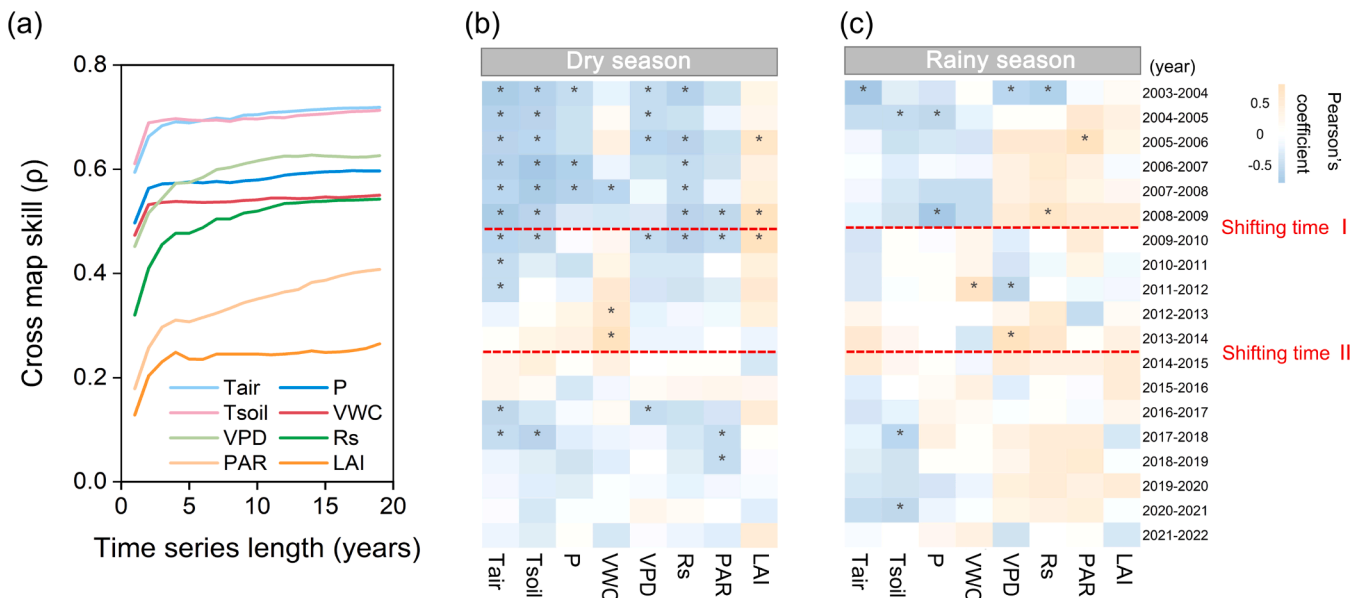 (a)
Cross map skill (ρ)
0.8
0.6
0.4
0.2
0.0
0
5
10
15
20
Time series length (years)
Tair
Tsoil
VPD
PAR
P
VWC
Rs
LAI
(b)
Dry season
* * * * *
* * *
* * * * *
* * * *
* * * * *
* * * * *
* * * * * *
*
*
*
*
* *
* * *
*
Tair
Tsoil
P
VWC
VPD
Rs
PAR
LAI
(c)
Rainy season
* * *
* *
*
* *
* *
*
*
*
Tair
Tsoil
P
VWC
VPD
Rs
PAR
LAI
(year)
2003-2004
2004-2005
2005-2006
2006-2007
2007-2008
2008-2009
2009-2010
2010-2011
2011-2012
2012-2013
2013-2014
2014-2015
2015-2016
2016-2017
2017-2018
2018-2019
2019-2020
2020-2021
2021-2022
0.5
0
-0.5
Pearson's
coefficient
Shifting time I
Shifting time II